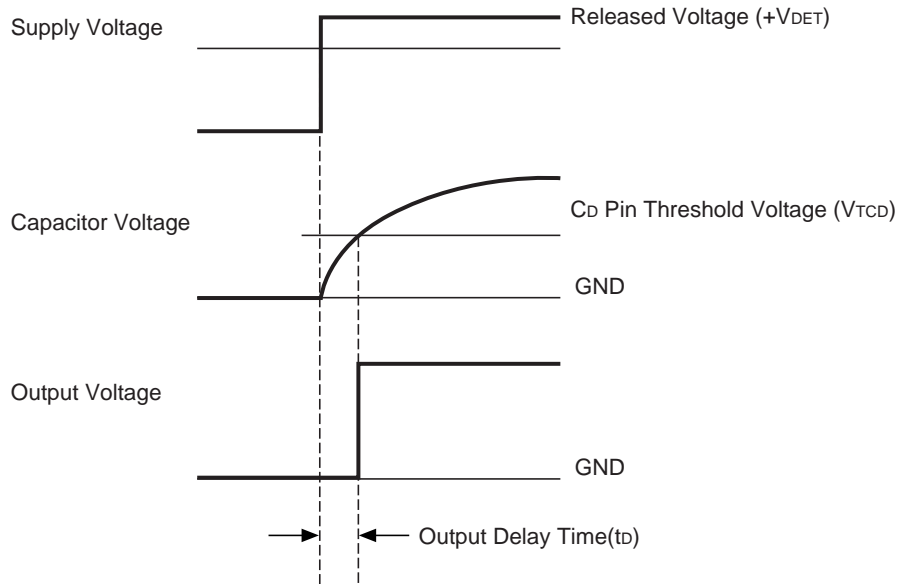 Supply Voltage
Released Voltage (+VDET)
Capacitor Voltage
CD Pin Threshold Voltage (VTCD)
GND
Output Voltage
GND
Output Delay Time(tD)